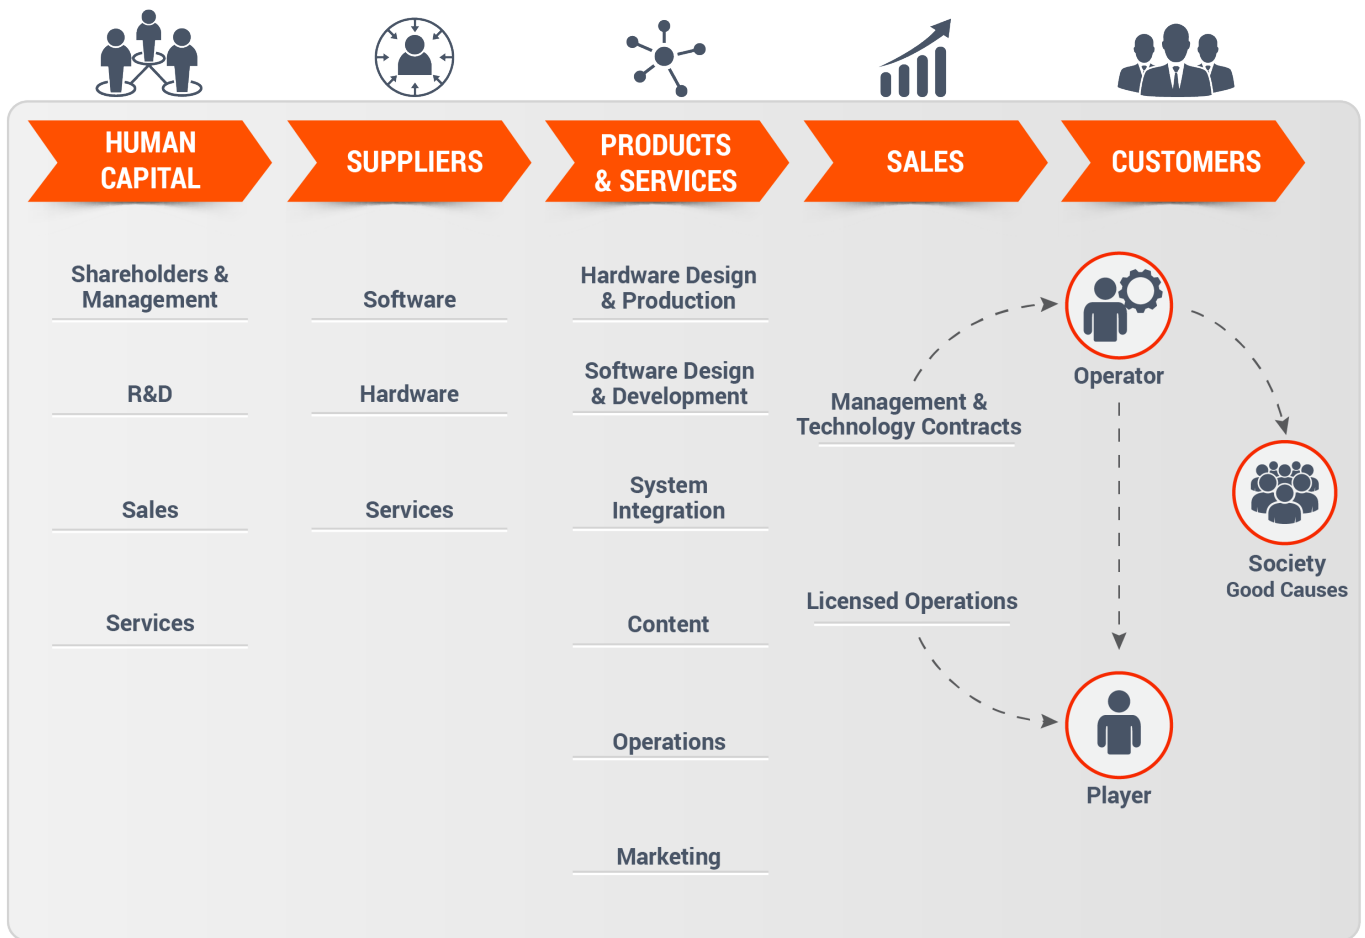 HUMAN
CAPITAL
SUPPLIERS
PRODUCTS
& SERVICES
SALES
CUSTOMERS
Shareholders &
Management
R&D
Sales
Services
Software
Hardware
Services
Hardware Design
& Production
Software Design
& Development
System
Integration
Content
Operations
Marketing
Management &
Technology Contracts
Licensed Operations
Operator
Society
Good Causes
Player